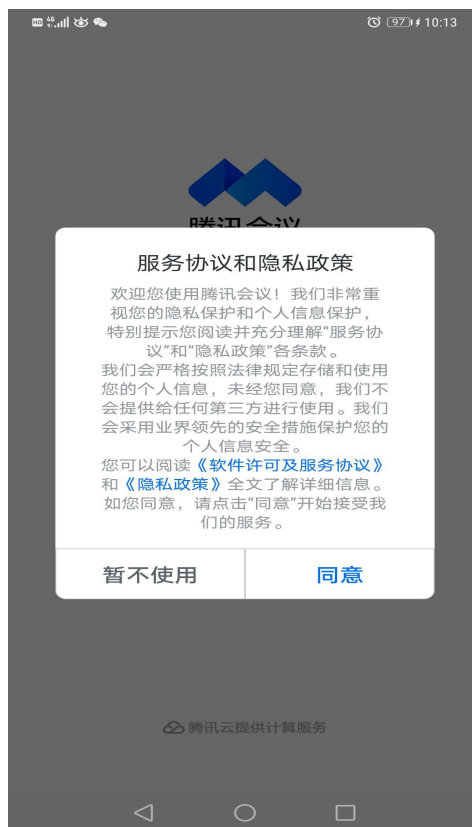 HD 4G 97 10:13
腾讯会议
服务协议和隐私政策
欢迎您使用腾讯会议！我们非常重
视您的隐私保护和个人信息保护，
特别提示您阅读并充分理解“服务协
议”和“隐私政策”各条款。
我们会严格按照法律规定存储和使用
您的个人信息，未经您同意，我们不
会提供给任何第三方进行使用。我们
会采用业界领先的安全措施保护您的
个人信息安全。
您可以阅读《软件许可及服务协议》
和《隐私政策》全文了解详细信息。
如您同意，请点击“同意”开始接受我
们的服务。
暂不使用 同意
腾讯云提供计算服务